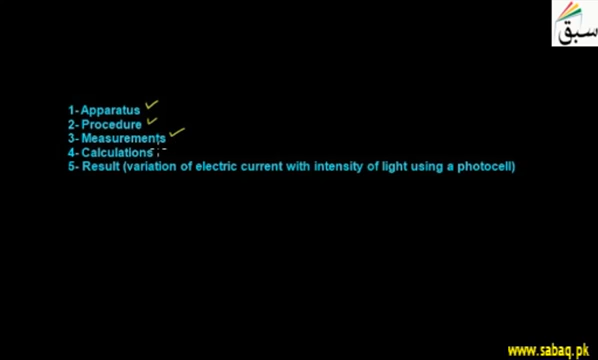 سبق
1- Apparatus
2- Procedure
3- Measurements
4- Calculations
5- Result (variation of electric current with intensity of light using a photocell)
www.sabaq.pk